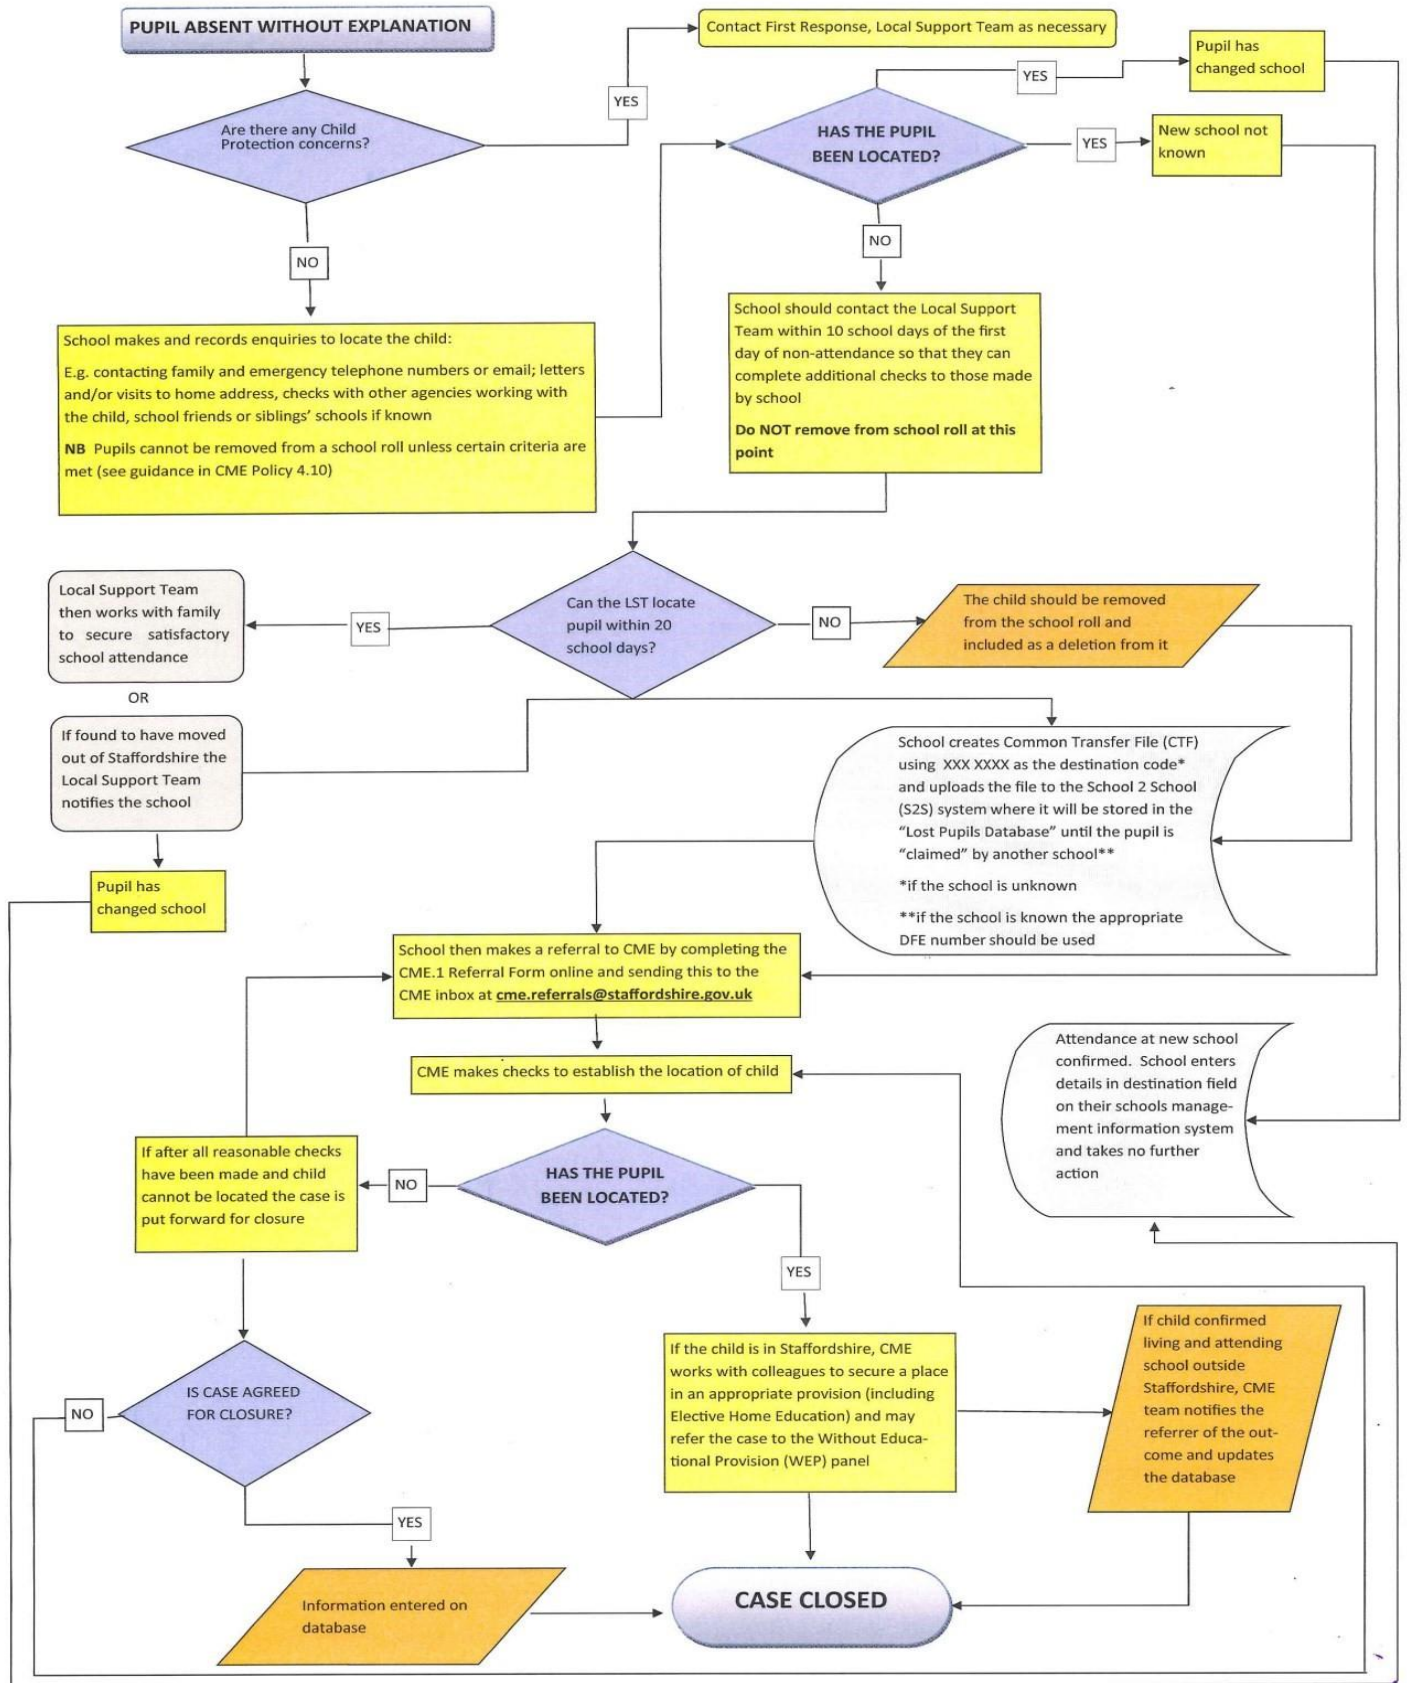 PUPIL ABSENT WITHOUT EXPLANATION
Contact First Response, Local Support Team as necessary
Pupil has
changed school
YES
YES
Are there any Child
Protection concerns?
HAS THE PUPIL
BEEN LOCATED?
YES
New school not
known
NO
NO
School makes and records enquiries to locate the child:
E.g. contacting family and emergency telephone numbers or email; letters
and/or visits to home address, checks with other agencies working with
the child, school friends or siblings' schools if known
NB Pupils cannot be removed from a school roll unless certain criteria are
met (see guidance in CME Policy 4.10)
School should contact the Local Support
Team within 10 school days of the first
day of non-attendance so that they can
complete additional checks to those made
by school
Do NOT remove from school roll at this
point
Local Support Team
then works with family
to secure satisfactory
school attendance
YES
Can the LST locate
pupil within 20
school days?
NO
The child should be removed
from the school roll and
included as a deletion from it
OR
If found to have moved
out of Staffordshire the
Local Support Team
notifies the school
School creates Common Transfer File (CTF)
using XXX XXXX as the destination code*
and uploads the file to the School 2 School
(S2S) system where it will be stored in the
"Lost Pupils Database" until the pupil is
"claimed" by another school**
*if the school is unknown
**if the school is known the appropriate
DFE number should be used
Pupil has
changed school
School then makes a referral to CME by completing the
CME.1 Referral Form online and sending this to the
CME inbox at cme.referrals@staffordshire.gov.uk
CME makes checks to establish the location of child
Attendance at new school
confirmed. School enters
details in destination field
on their schools manage-
ment information system
and takes no further
action
If after all reasonable checks
have been made and child
cannot be located the case is
put forward for closure
NO
HAS THE PUPIL
BEEN LOCATED?
YES
If the child is in Staffordshire, CME
works with colleagues to secure a place
in an appropriate provision (including
Elective Home Education) and may
refer the case to the Without Educa-
tional Provision (WEP) panel
If child confirmed
living and attending
school outside
Staffordshire, CME
team notifies the
referrer of the out-
come and updates
the database
NO
IS CASE AGREED
FOR CLOSURE?
YES
Information entered on
database
CASE CLOSED